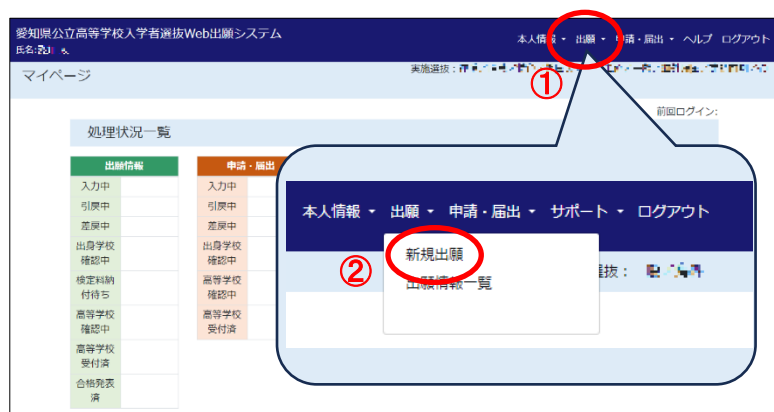 愛知県公立高等学校入学者選抜Web出願システム
氏名:
本人情報 出願 申請・届出 ヘルプ ログアウト
マイページ
実施選抜:
①
前回ログイン:
処理状況一覧
出願情報
入力中
引戻中
差戻中
出身学校
確認中
検定料納
付待ち
高等学校
確認中
高等学校
受付済
合格発表
済
申請・届出
入力中
引戻中
差戻中
出身学校
確認中
高等学校
確認中
高等学校
受付済
本人情報 出願 申請・届出 サポート ログアウト
②
新規出願
出願情報一覧
選抜: